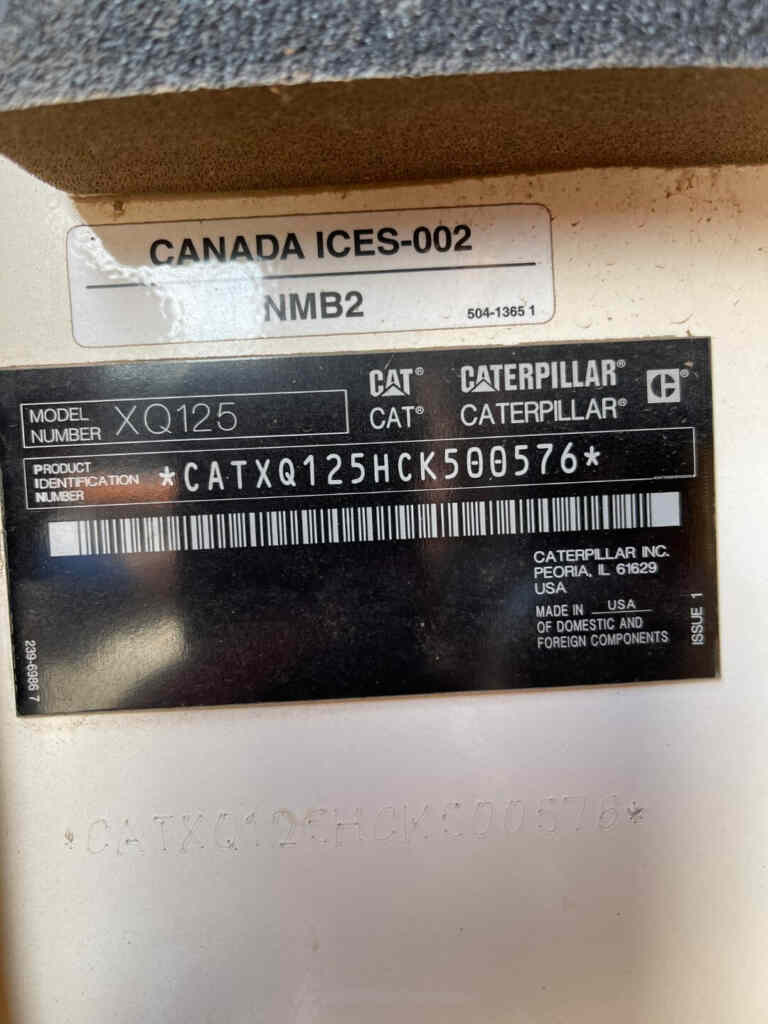 CANADA ICES-002
NMB2
504-1365 1
CAT® CATERPILLAR®
MODEL NUMBER XQ125
CAT® CATERPILLAR®
PRODUCT IDENTIFICATION NUMBER *CATXQ125HCK500576*
CATERPILLAR INC.
PEORIA, IL 61629
USA
MADE IN USA
OF DOMESTIC AND
FOREIGN COMPONENTS
ISSUE 1
239-6986 7
*CATXQ125HCK500576*